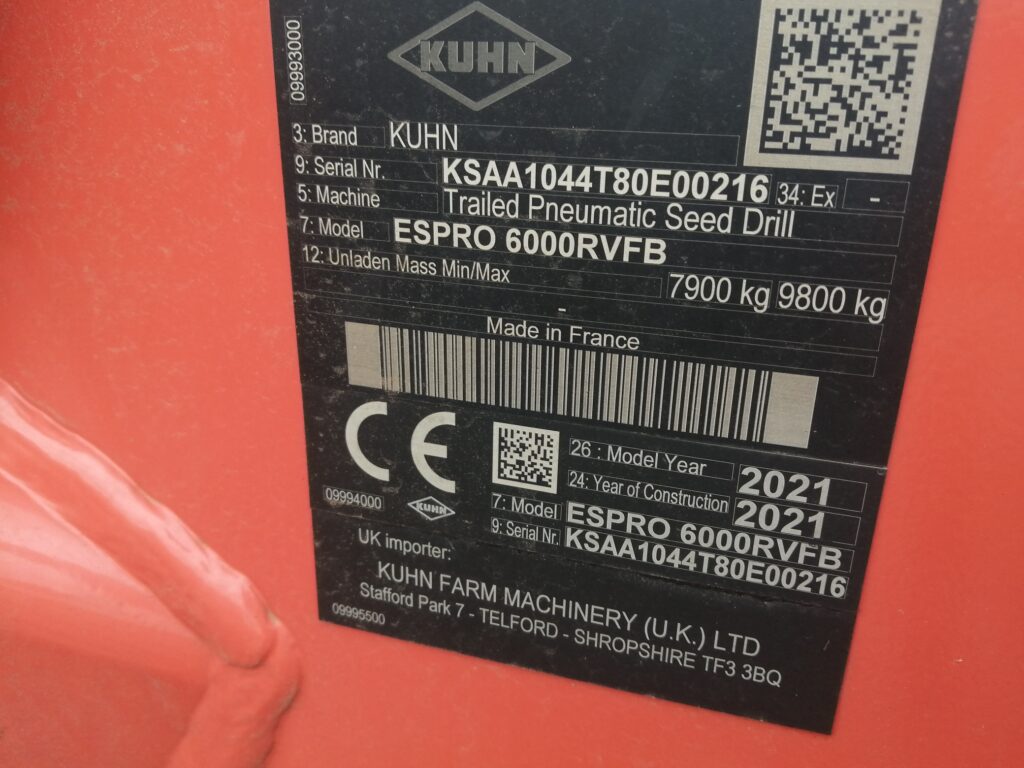 09993000
KUHN
3: Brand KUHN
9: Serial Nr. KSAA1044T80E00216 34: Ex -
5: Machine Trailed Pneumatic Seed Drill
7: Model ESPRO 6000RVFB
12: Unladen Mass Min/Max 7900 kg 9800 kg
-
Made in France
CE
26 : Model Year 2021
24: Year of Construction 2021
09994000 KUHN
7: Model ESPRO 6000RVFB
9: Serial Nr. KSAA1044T80E00216
UK importer:
KUHN FARM MACHINERY (U.K.) LTD
Stafford Park 7 - TELFORD - SHROPSHIRE TF3 3BQ
09995500